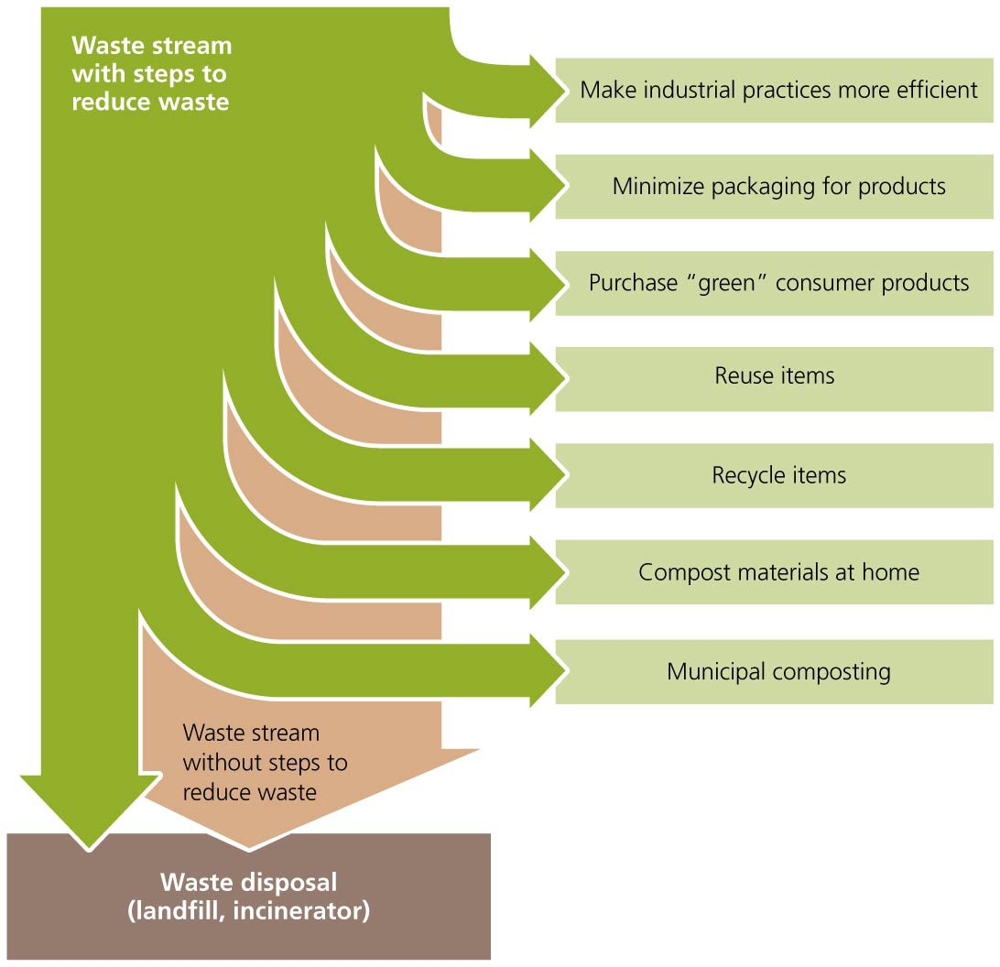 Waste stream
with steps to
reduce waste
Make industrial practices more efficient
Minimize packaging for products
Purchase “green” consumer products
Reuse items
Recycle items
Compost materials at home
Municipal composting
Waste stream
without steps to
reduce waste
Waste disposal
(landfill, incinerator)